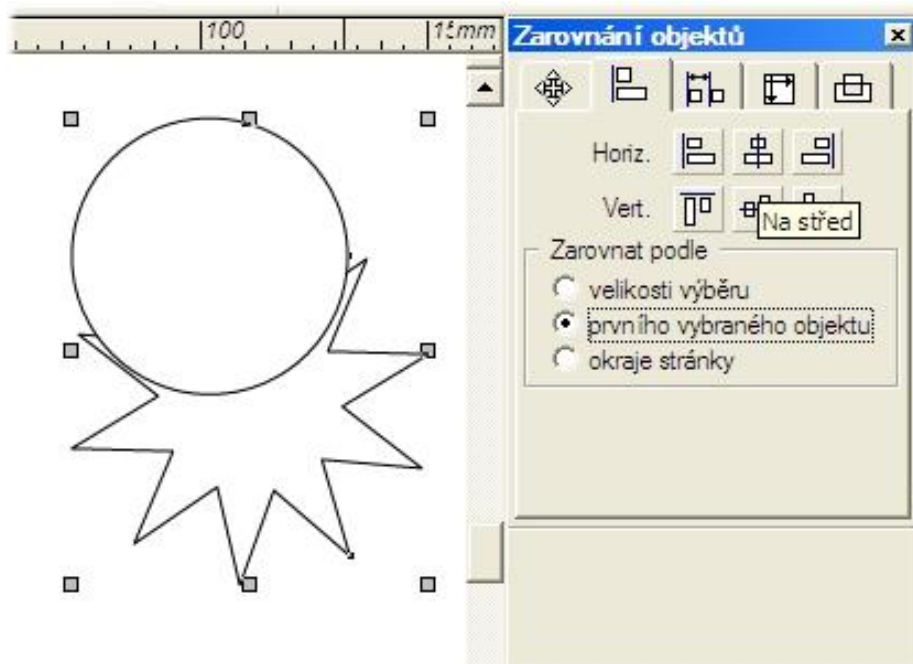 100
15mm
Zarovnání objektů
Horiz.
Vert.
Na střed
Zarovnat podle
velikosti výběru
prvního vybraného objektu
okraje stránky